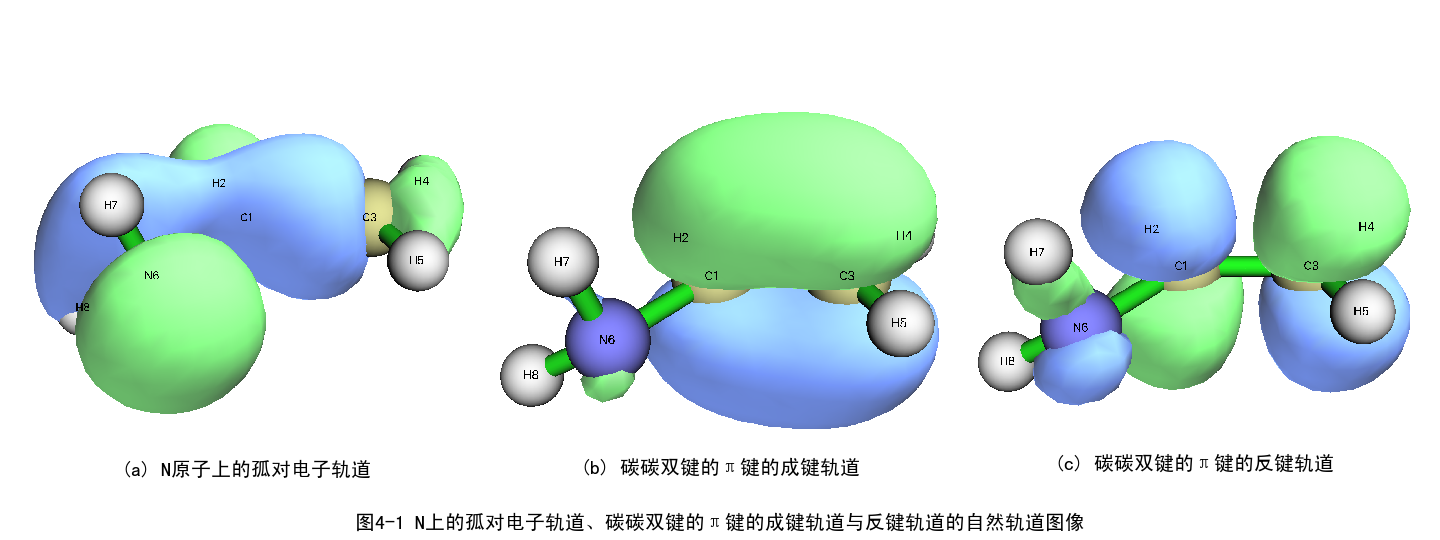 H2
H4
H7
C1
C3
N6
H5
H8
H2
H4
H7
C1
C3
H5
N6
H8
H2
H4
H7
C1
C3
H5
N6
H8
(a) N原子上的孤对电子轨道
(b) 碳碳双键的π键的成键轨道
(c) 碳碳双键的π键的反键轨道
图4-1 N上的孤对电子轨道、碳碳双键的π键的成键轨道与反键轨道的自然轨道图像